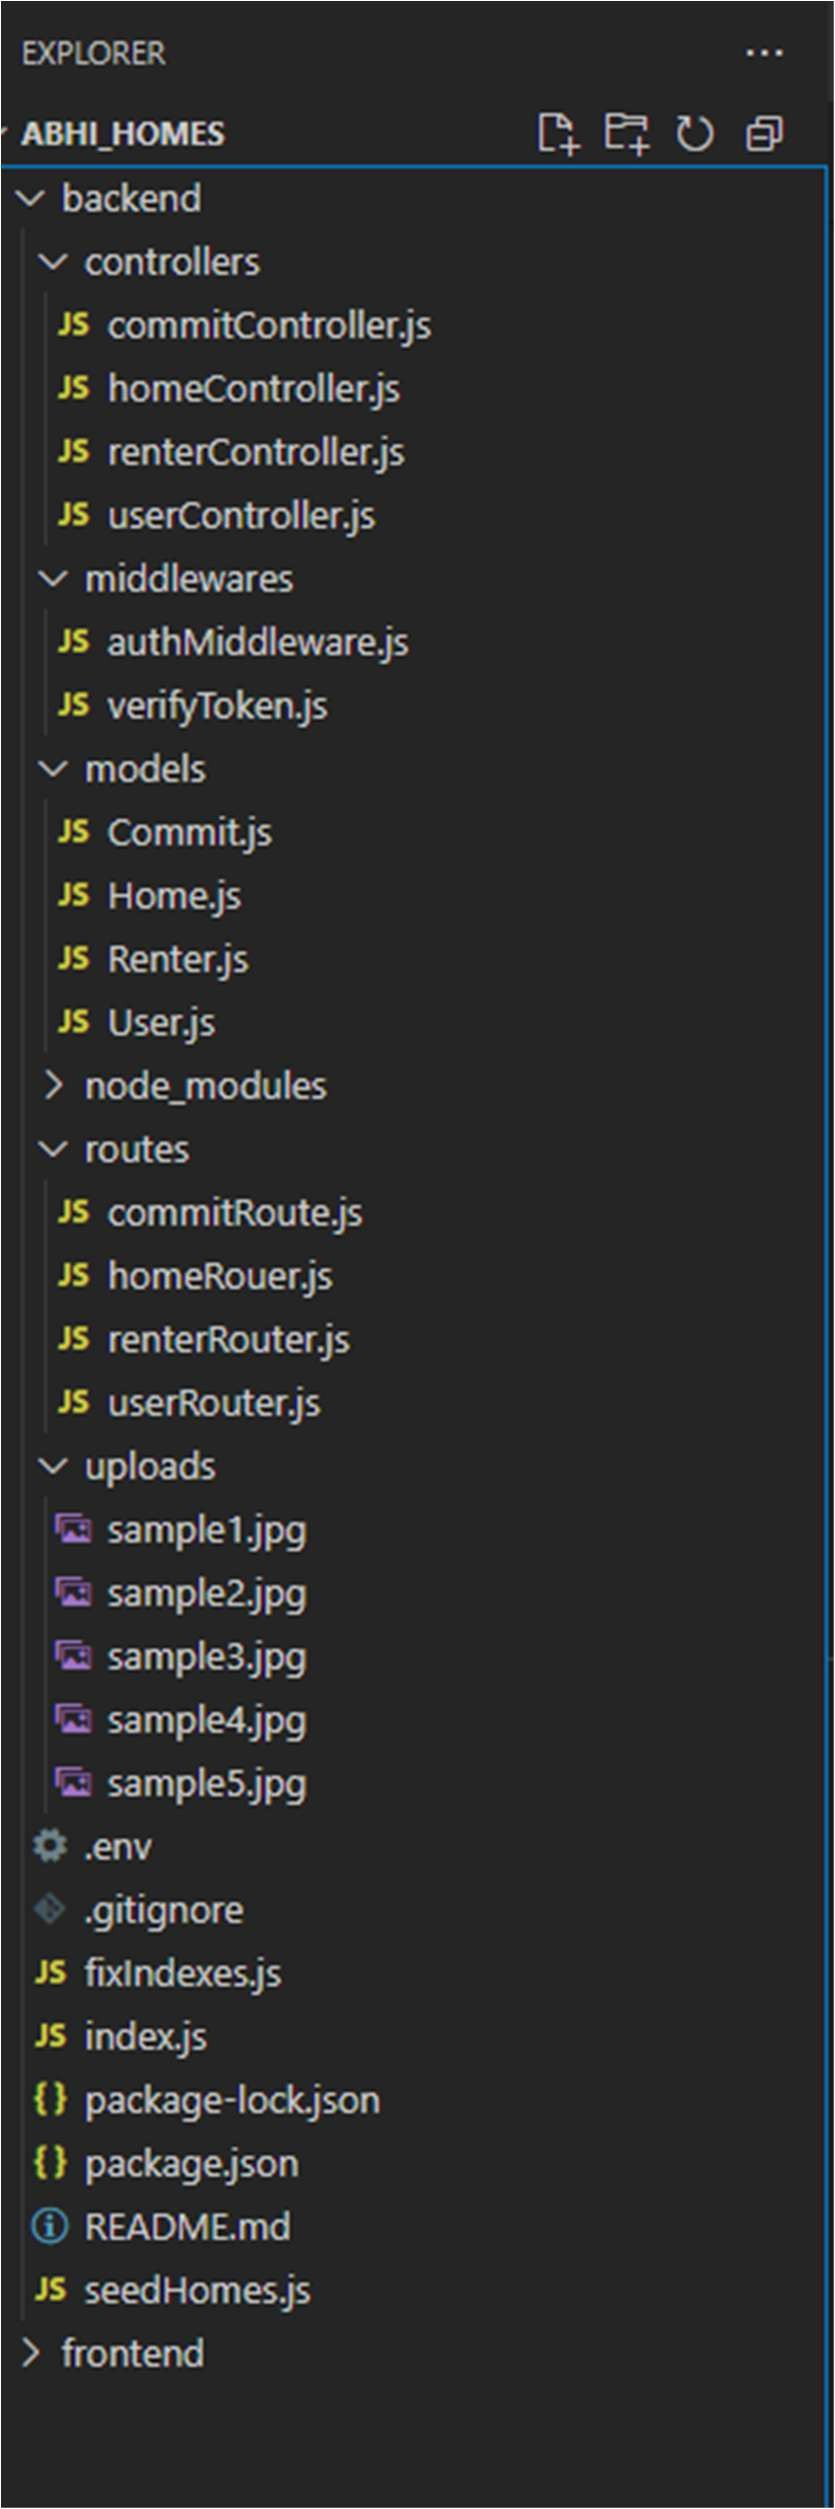 EXPLORER
ABHI_HOMES
backend
controllers
JS commitController.js
JS homeController.js
JS renterController.js
JS userController.js
middlewares
JS authMiddleware.js
JS verifyToken.js
models
JS Commit.js
JS Home.js
JS Renter.js
JS User.js
node_modules
routes
JS commitRoute.js
JS homeRouer.js
JS renterRouter.js
JS userRouter.js
uploads
sample1.jpg
sample2.jpg
sample3.jpg
sample4.jpg
sample5.jpg
.env
.gitignore
JS fixIndexes.js
JS index.js
{} package-lock.json
{} package.json
README.md
JS seedHomes.js
frontend